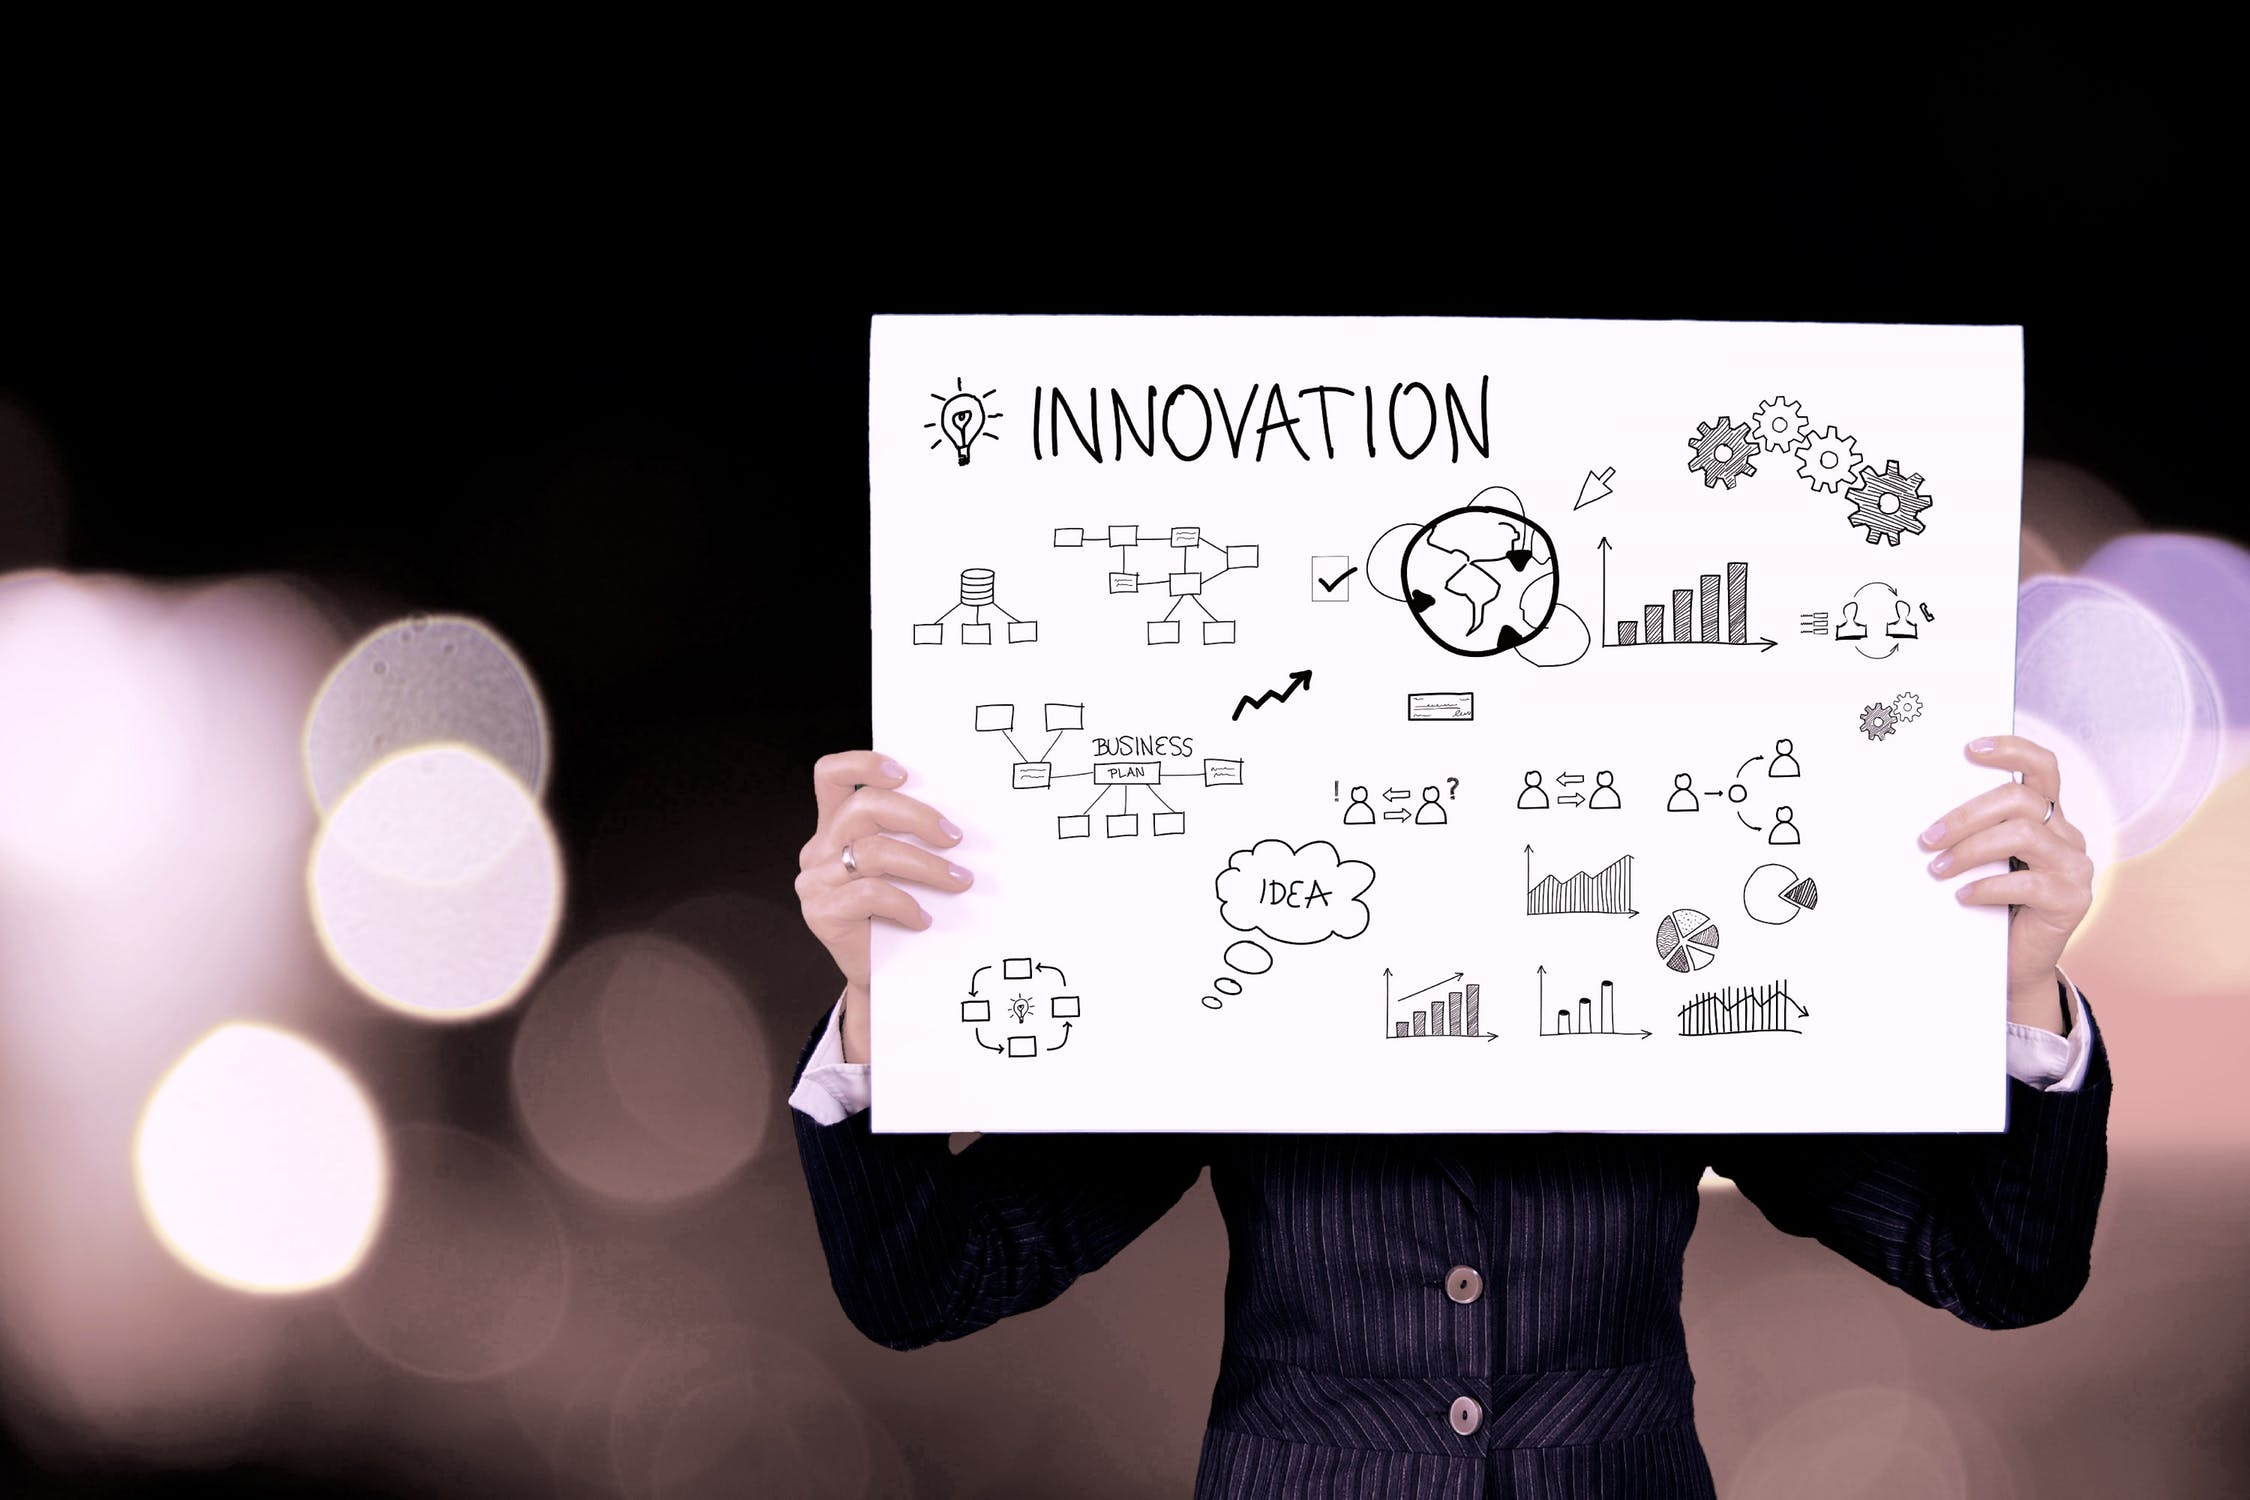 INNOVATION
BUSINESS
PLAN
! ?
IDEA